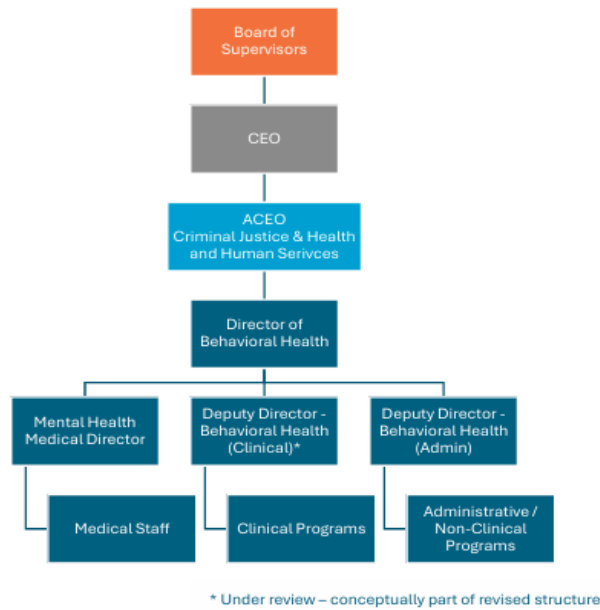 Board of
Supervisors
CEO
ACEO
Criminal Justice & Health
and Human Serivces
Director of
Behavioral Health
Mental Health
Medical Director
Deputy Director -
Behavioral Health
(Clinical)*
Deputy Director -
Behavioral Health
(Admin)
Medical Staff
Clinical Programs
Administrative /
Non-Clinical
Programs
* Under review – conceptually part of revised structure